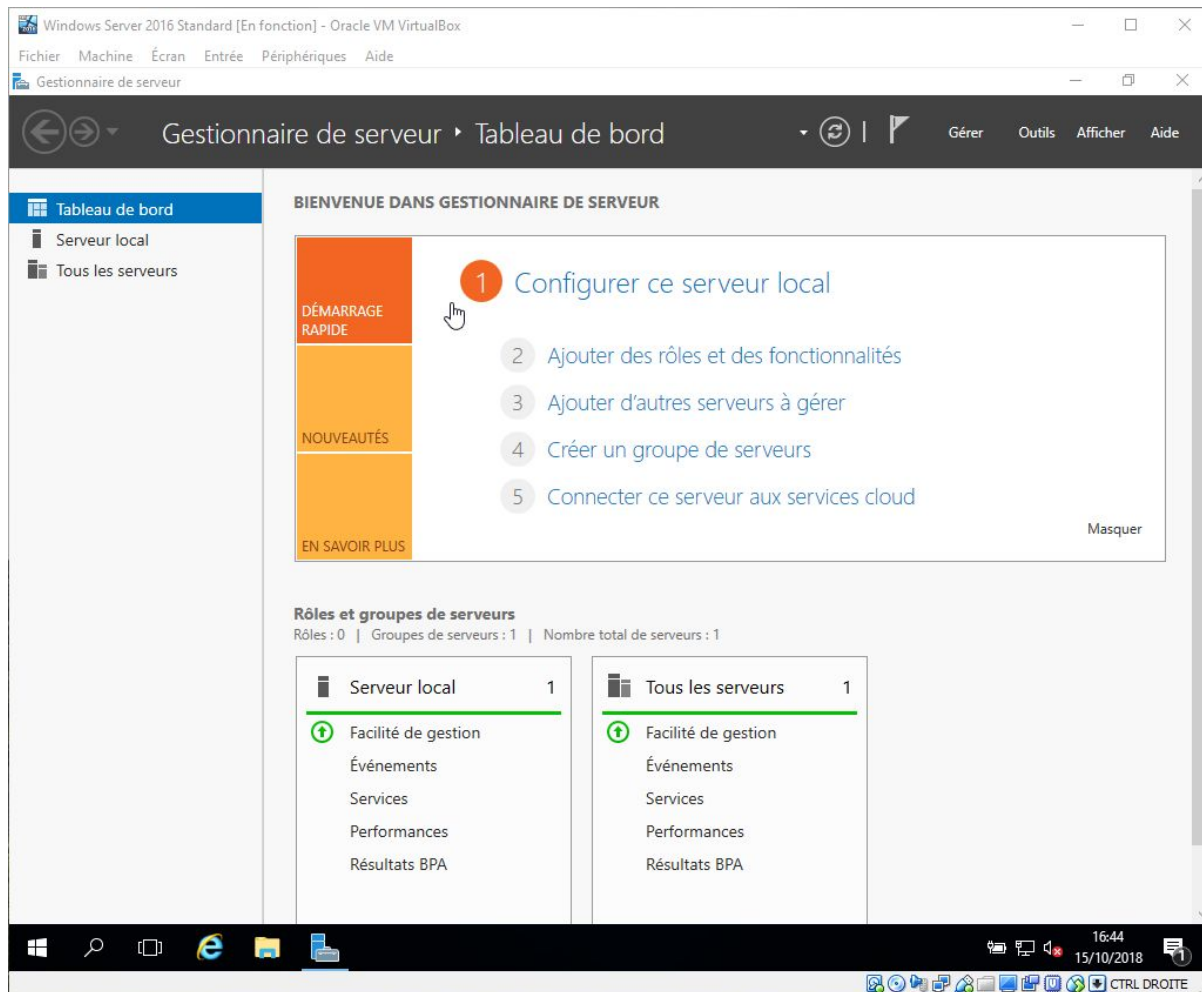 Windows Server 2016 Standard [En fonction] - Oracle VM VirtualBox
Fichier Machine Écran Entrée Périphériques Aide
Gestionnaire de serveur
Gestionnaire de serveur ‣ Tableau de bord
Gérer Outils Afficher Aide
Tableau de bord
Serveur local
Tous les serveurs
BIENVENUE DANS GESTIONNAIRE DE SERVEUR
DÉMARRAGE
RAPIDE
NOUVEAUTÉS
EN SAVOIR PLUS
1 Configurer ce serveur local
2 Ajouter des rôles et des fonctionnalités
3 Ajouter d’autres serveurs à gérer
4 Créer un groupe de serveurs
5 Connecter ce serveur aux services cloud
Masquer
Rôles et groupes de serveurs
Rôles : 0 | Groupes de serveurs : 1 | Nombre total de serveurs : 1
Serveur local 1
Facilité de gestion
Événements
Services
Performances
Résultats BPA
Tous les serveurs 1
Facilité de gestion
Événements
Services
Performances
Résultats BPA
16:44
15/10/2018
1
CTRL DROITE